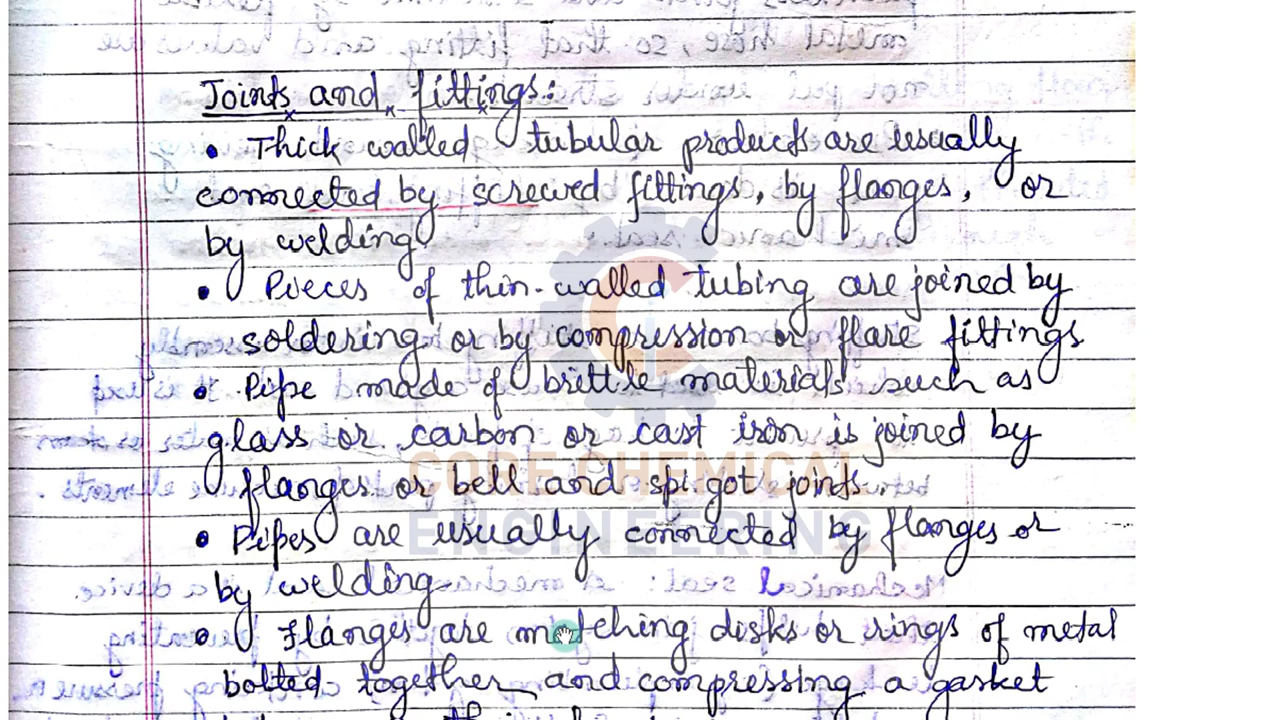 Joints and fittings:
• Thick walled tubular products are usually
connected by screwed fittings, by flanges, or
by welding
• Pieces of thin-walled tubing are joined by
soldering or by compression or flare fittings
• Pipe made of brittle materials such as
glass or carbon or cast iron is joined by
flanges or bell and spigot joints.
CORE CHEMICAL
ENGINEERING
• Pipes are usually connected by flanges or
by welding
• Flanges are matching disks or rings of metal
bolted together and compressing a gasket